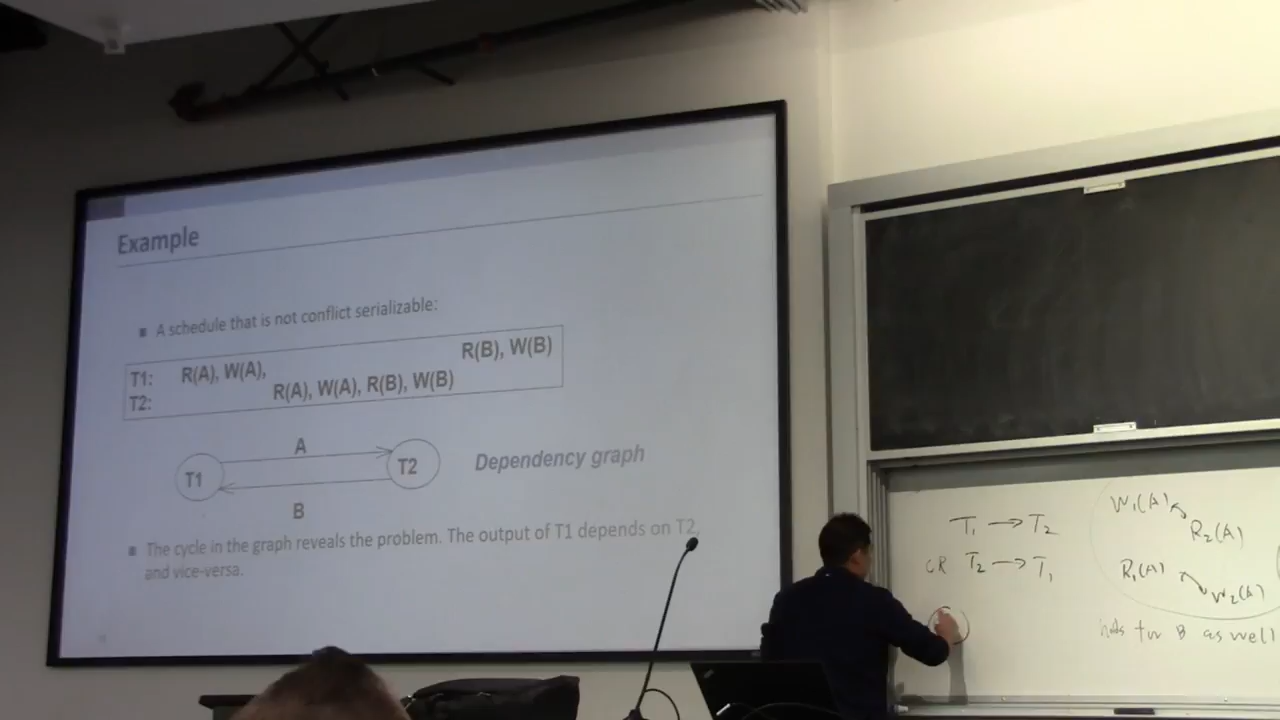 Example
▪ A schedule that is not conflict serializable:
T1: R(A), W(A), R(B), W(B)
T2: R(A), W(A), R(B), W(B)
A
T1 T2
Dependency graph
B
▪ The cycle in the graph reveals the problem. The output of T1 depends on T2,
and vice-versa.
T₁ → T₂
OR T₂ → T₁
W₁(A)
R₂(A)
R₁(A)
W₂(A)
for B as well